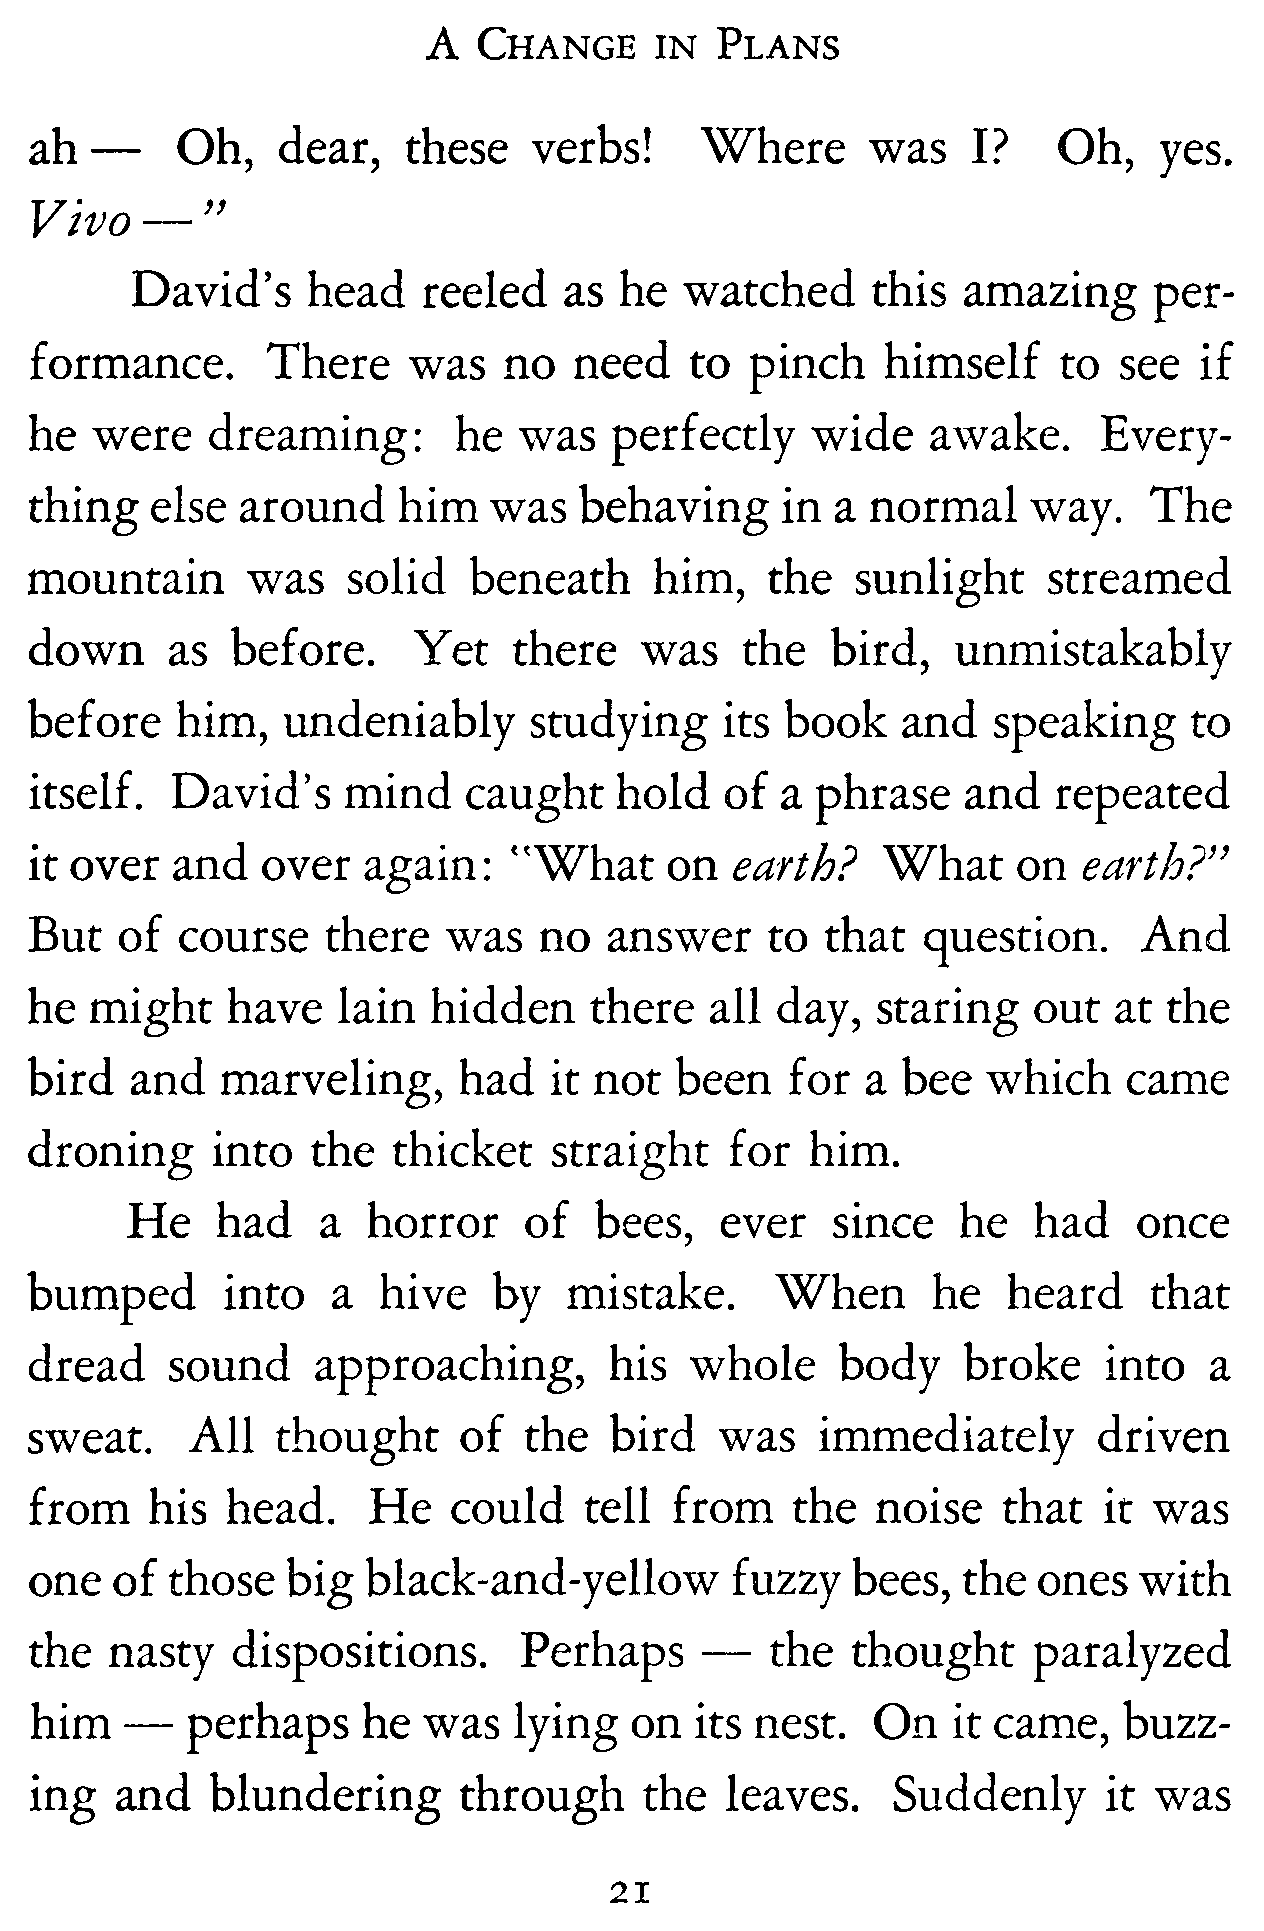 A CHANGE IN PLANS
ah — Oh, dear, these verbs! Where was I? Oh, yes.
Vivo —"
David's head reeled as he watched this amazing per-
formance. There was no need to pinch himself to see if
he were dreaming: he was perfectly wide awake. Every-
thing else around him was behaving in a normal way. The
mountain was solid beneath him, the sunlight streamed
down as before. Yet there was the bird, unmistakably
before him, undeniably studying its book and speaking to
itself. David's mind caught hold of a phrase and repeated
it over and over again: "What on earth? What on earth?"
But of course there was no answer to that question. And
he might have lain hidden there all day, staring out at the
bird and marveling, had it not been for a bee which came
droning into the thicket straight for him.
He had a horror of bees, ever since he had once
bumped into a hive by mistake. When he heard that
dread sound approaching, his whole body broke into a
sweat. All thought of the bird was immediately driven
from his head. He could tell from the noise that it was
one of those big black-and-yellow fuzzy bees, the ones with
the nasty dispositions. Perhaps — the thought paralyzed
him — perhaps he was lying on its nest. On it came, buzz-
ing and blundering through the leaves. Suddenly it was
21